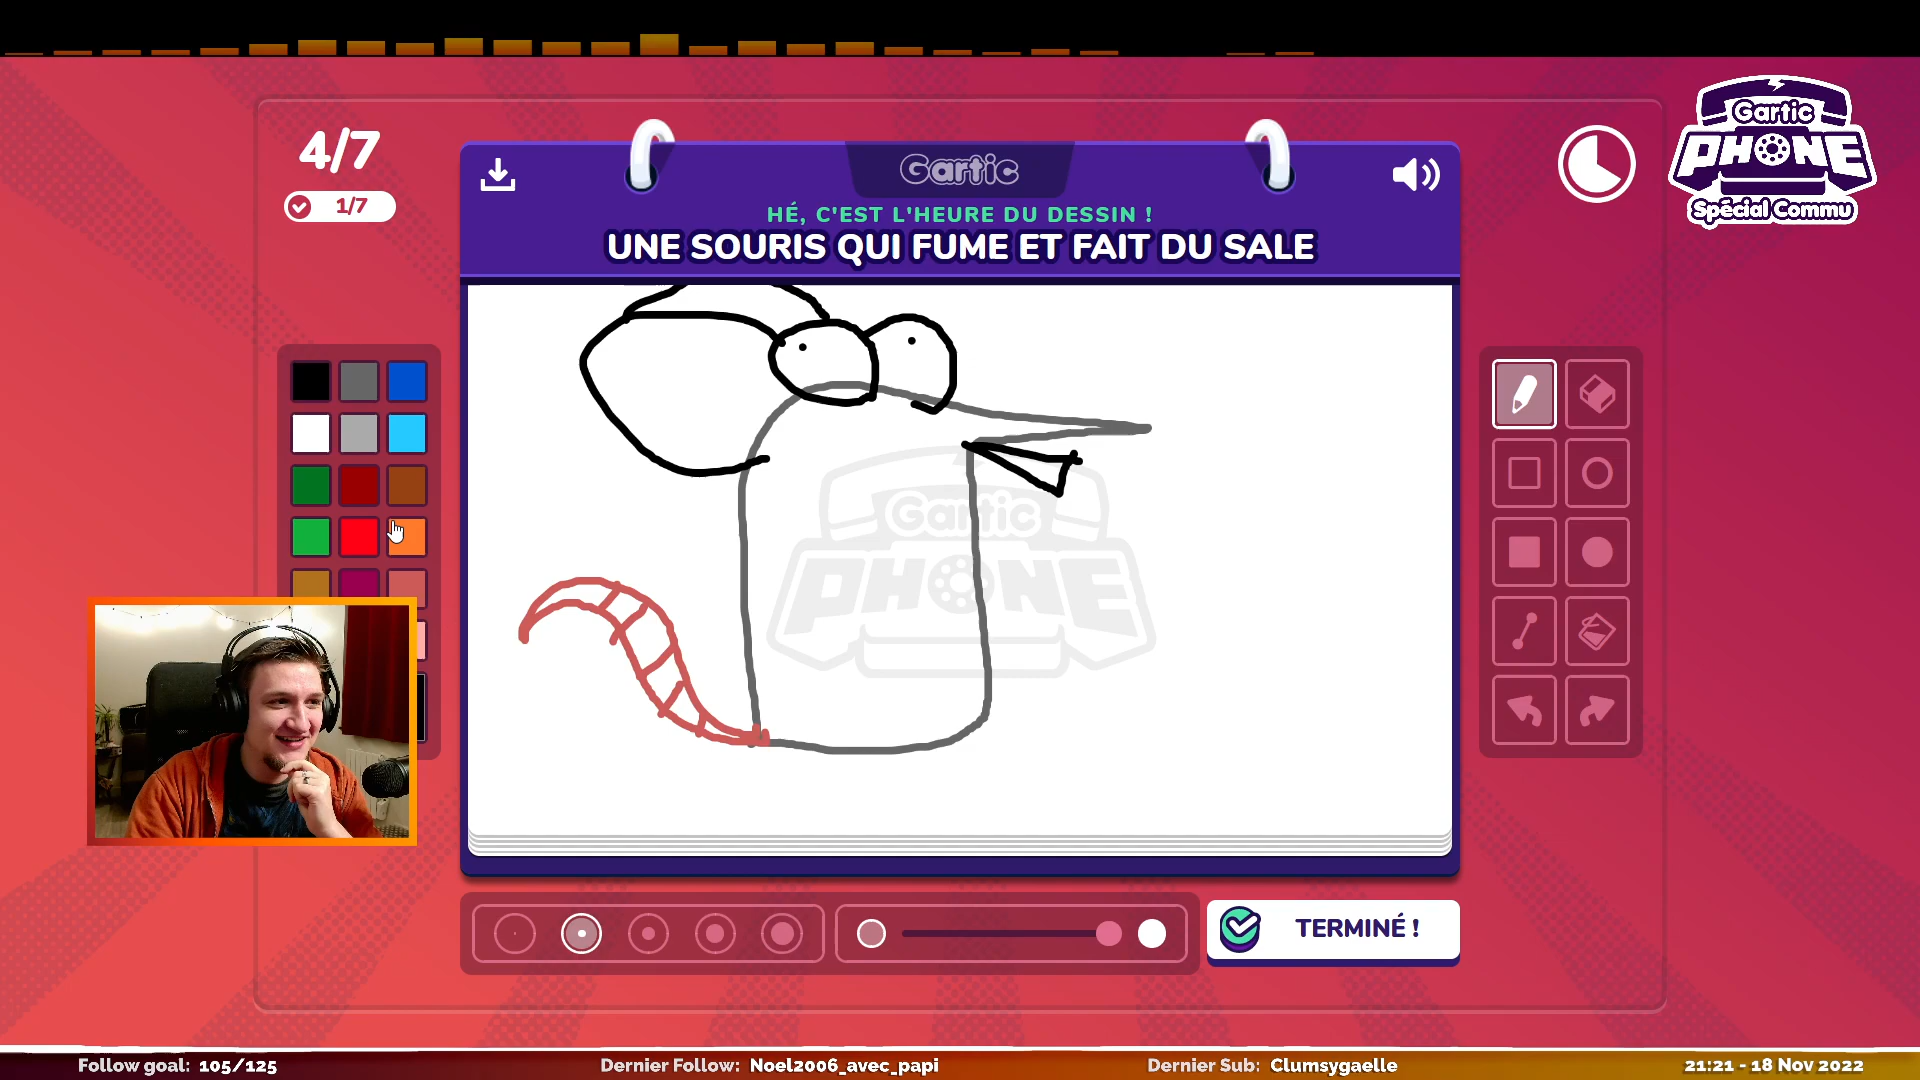 4/7
1/7
Gartic
HÉ, C'EST L'HEURE DU DESSIN !
UNE SOURIS QUI FUME ET FAIT DU SALE
Gartic
PHONE
Spécial Commu
Gartic
PHONE
TERMINÉ !
Follow goal: 105/125
Dernier Follow: Noel2006_avec_papi
Dernier Sub: Clumsygaelle
21:21 - 18 Nov 2022